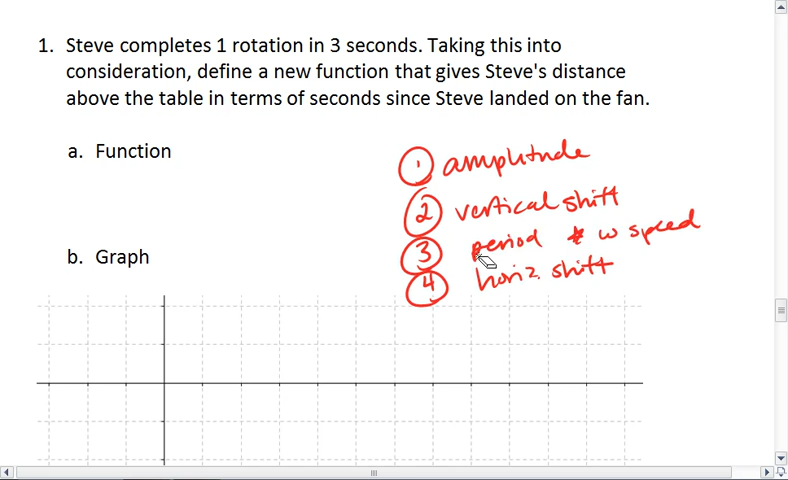 1. Steve completes 1 rotation in 3 seconds. Taking this into
consideration, define a new function that gives Steve's distance
above the table in terms of seconds since Steve landed on the fan.
a. Function
① amplitude
② vertical shift
③ period * w speed
b. Graph
④ horiz. shift